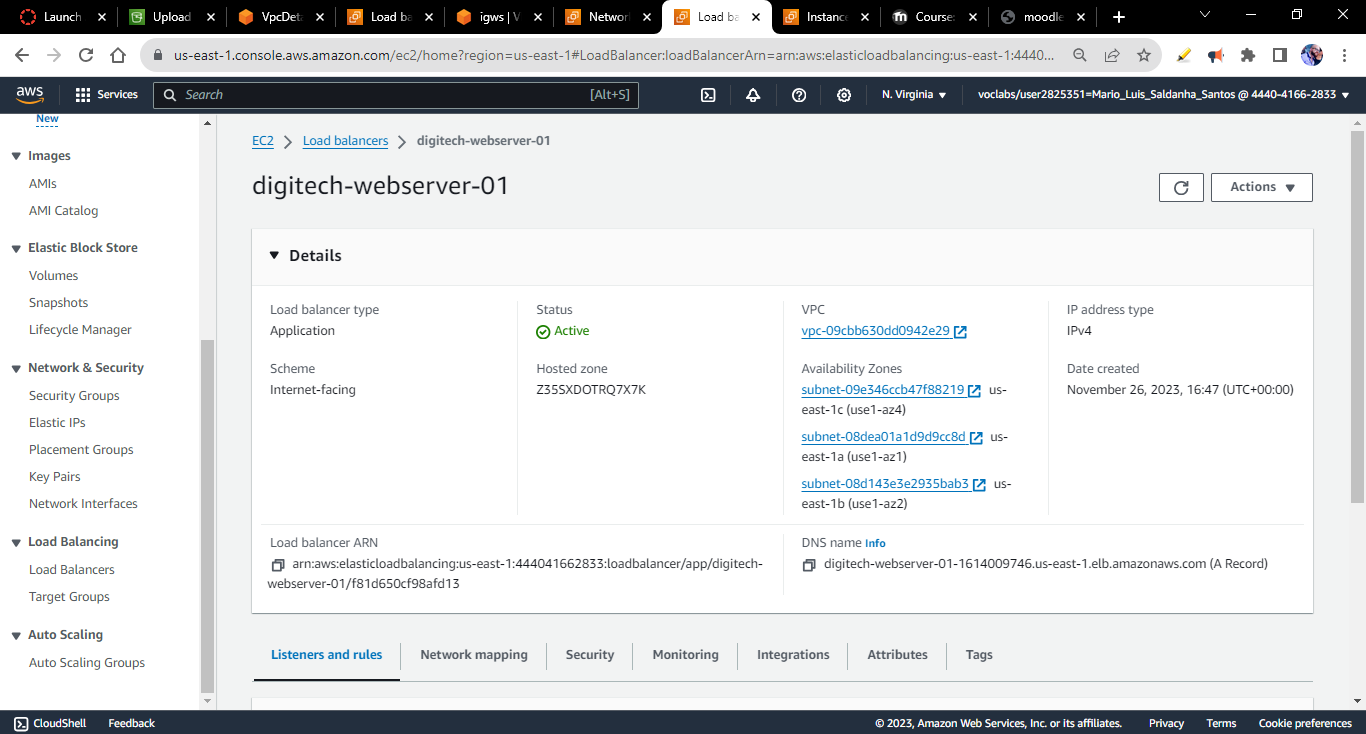 Launch
Upload
VpcDeta
Load ba
igws | V
Network
Load ba
Instance
Course:
moodle
us-east-1.console.aws.amazon.com/ec2/home?region=us-east-1#LoadBalancer:loadBalancerArn=arn:aws:elasticloadbalancing:us-east-1:4440...
aws
Services
Search
[Alt+S]
N. Virginia
voclabs/user2825351=Mario_Luis_Saldanha_Santos @ 4440-4166-2833
New
Images
AMIs
AMI Catalog
Elastic Block Store
Volumes
Snapshots
Lifecycle Manager
Network & Security
Security Groups
Elastic IPs
Placement Groups
Key Pairs
Network Interfaces
Load Balancing
Load Balancers
Target Groups
Auto Scaling
Auto Scaling Groups
EC2
Load balancers
digitech-webserver-01
digitech-webserver-01
Actions
Details
Load balancer type
Application
Status
Active
VPC
vpc-09cbb630dd0942e29
IP address type
IPv4
Scheme
Internet-facing
Hosted zone
Z35SXDOTRQ7X7K
Availability Zones
subnet-09e346ccb47f88219 us-
east-1c (use1-az4)
subnet-08dea01a1d9d9cc8d us-
east-1a (use1-az1)
subnet-08d143e3e2935bab3 us-
east-1b (use1-az2)
Date created
November 26, 2023, 16:47 (UTC+00:00)
Load balancer ARN
arn:aws:elasticloadbalancing:us-east-1:444041662833:loadbalancer/app/digitech-
webserver-01/f81d650cf98afd13
DNS name Info
digitech-webserver-01-1614009746.us-east-1.elb.amazonaws.com (A Record)
Listeners and rules
Network mapping
Security
Monitoring
Integrations
Attributes
Tags
CloudShell
Feedback
© 2023, Amazon Web Services, Inc. or its affiliates.
Privacy
Terms
Cookie preferences